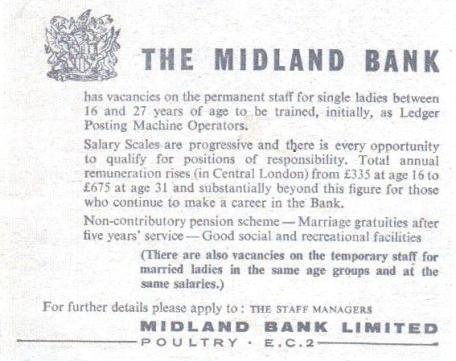 THE MIDLAND BANK
has vacancies on the permanent staff for single ladies between
16 and 27 years of age to be trained, initially, as Ledger
Posting Machine Operators.
Salary Scales are progressive and there is every opportunity
to qualify for positions of responsibility. Total annual
remuneration rises (in Central London) from £335 at age 16 to
£675 at age 31 and substantially beyond this figure for those
who continue to make a career in the Bank.
Non-contributory pension scheme — Marriage gratuities after
five years' service — Good social and recreational facilities
(There are also vacancies on the temporary staff for
married ladies in the same age groups and at the
same salaries.)
For further details please apply to: THE STAFF MANAGERS
MIDLAND BANK LIMITED
POULTRY · E.C.2